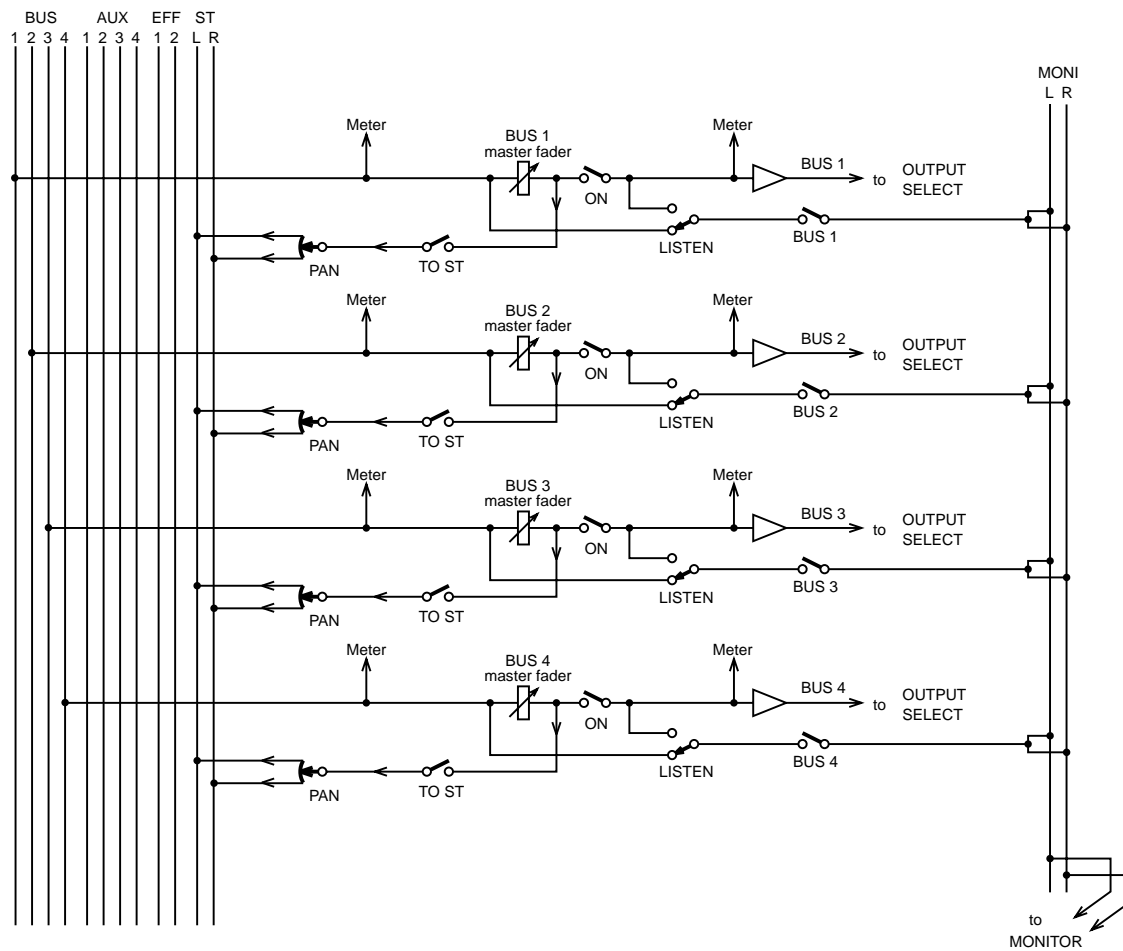 BUS AUX EFF ST
1 2 3 4 1 2 3 4 1 2 L R
MONI
L R
Meter BUS 1 Meter
master fader
BUS 1 to OUTPUT
SELECT
ON
LISTEN BUS 1
PAN TO ST
Meter BUS 2 Meter
master fader
BUS 2 to OUTPUT
SELECT
ON
LISTEN BUS 2
PAN TO ST
Meter BUS 3 Meter
master fader
BUS 3 to OUTPUT
SELECT
ON
LISTEN BUS 3
PAN TO ST
Meter BUS 4 Meter
master fader
BUS 4 to OUTPUT
SELECT
ON
LISTEN BUS 4
PAN TO ST
to
MONITOR